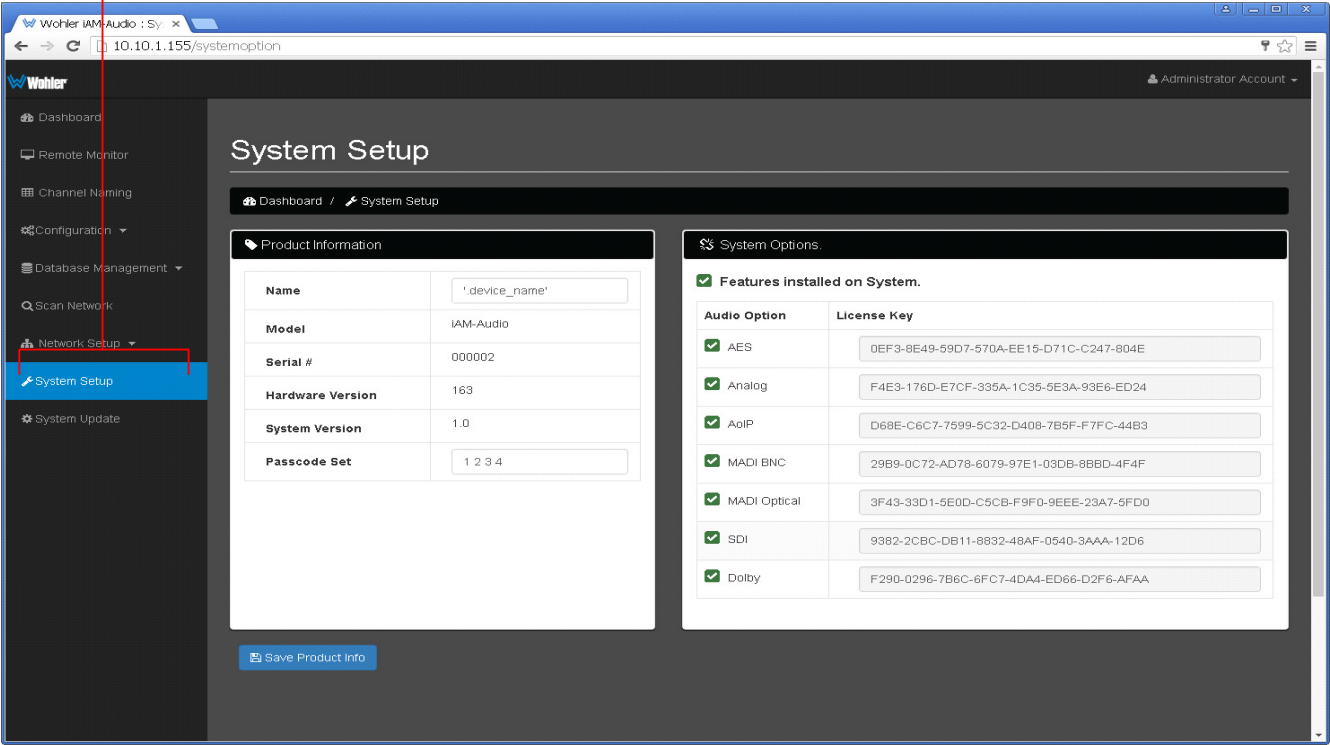 Wohler iAM-Audio : Sy
10.10.1.155/systemoption
Wohler
Administrator Account
Dashboard
Remote Monitor
Channel Naming
Configuration
Database Management
Scan Network
Network Setup
System Setup
System Update
System Setup
Dashboard / System Setup
Product Information
Name '.device_name'
Model iAM-Audio
Serial # 000002
Hardware Version 163
System Version 1.0
Passcode Set 1 2 3 4
Save Product Info
System Options.
Features installed on System.
Audio Option License Key
AES 0EF3-8E49-59D7-570A-EE15-D71C-C247-804E
Analog F4E3-176D-E7CF-335A-1C35-5E3A-93E6-ED24
AoIP D68E-C6C7-7599-5C32-D408-7B5F-F7FC-44B3
MADI BNC 29B9-0C72-AD78-6079-97E1-03DB-8BBD-4F4F
MADI Optical 3F43-33D1-5E0D-C5CB-F9F0-9EEE-23A7-5FD0
SDI 9382-2CBC-DB11-8832-48AF-0540-3AAA-12D6
Dolby F290-0296-7B6C-6FC7-4DA4-ED66-D2F6-AFAA